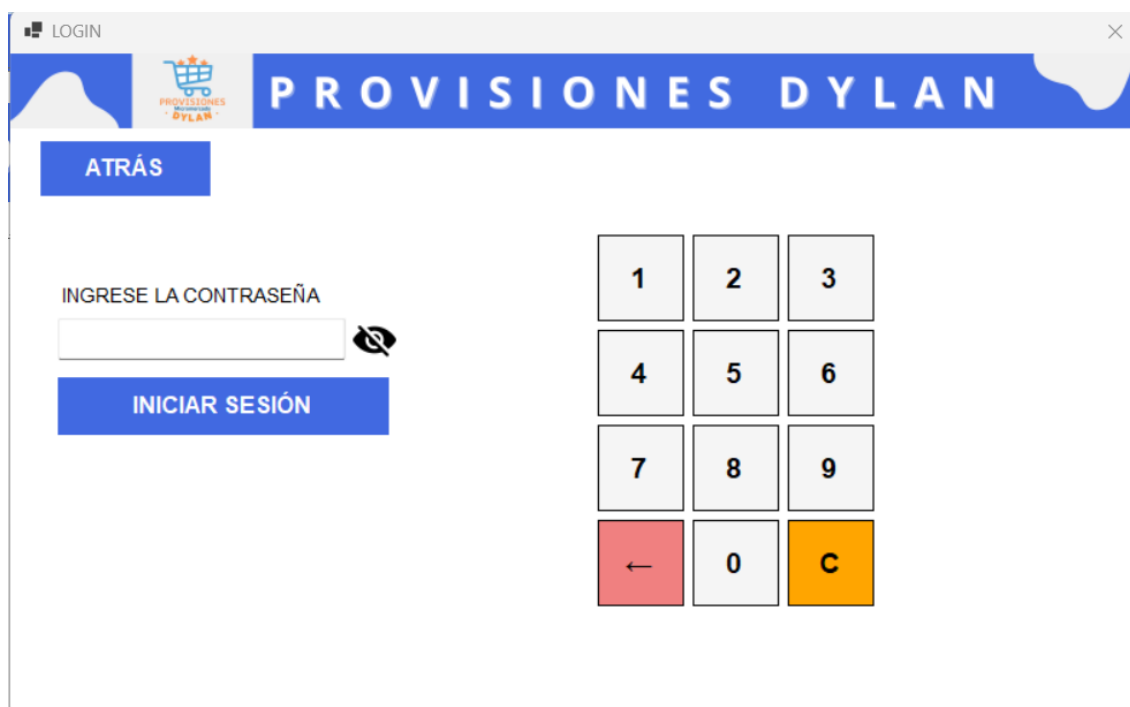 LOGIN
PROVISIONES DYLAN
PROVISIONES
Micromercado
DYLAN
ATRÁS
INGRESE LA CONTRASEÑA
INICIAR SESIÓN
1 2 3
4 5 6
7 8 9
← 0 C